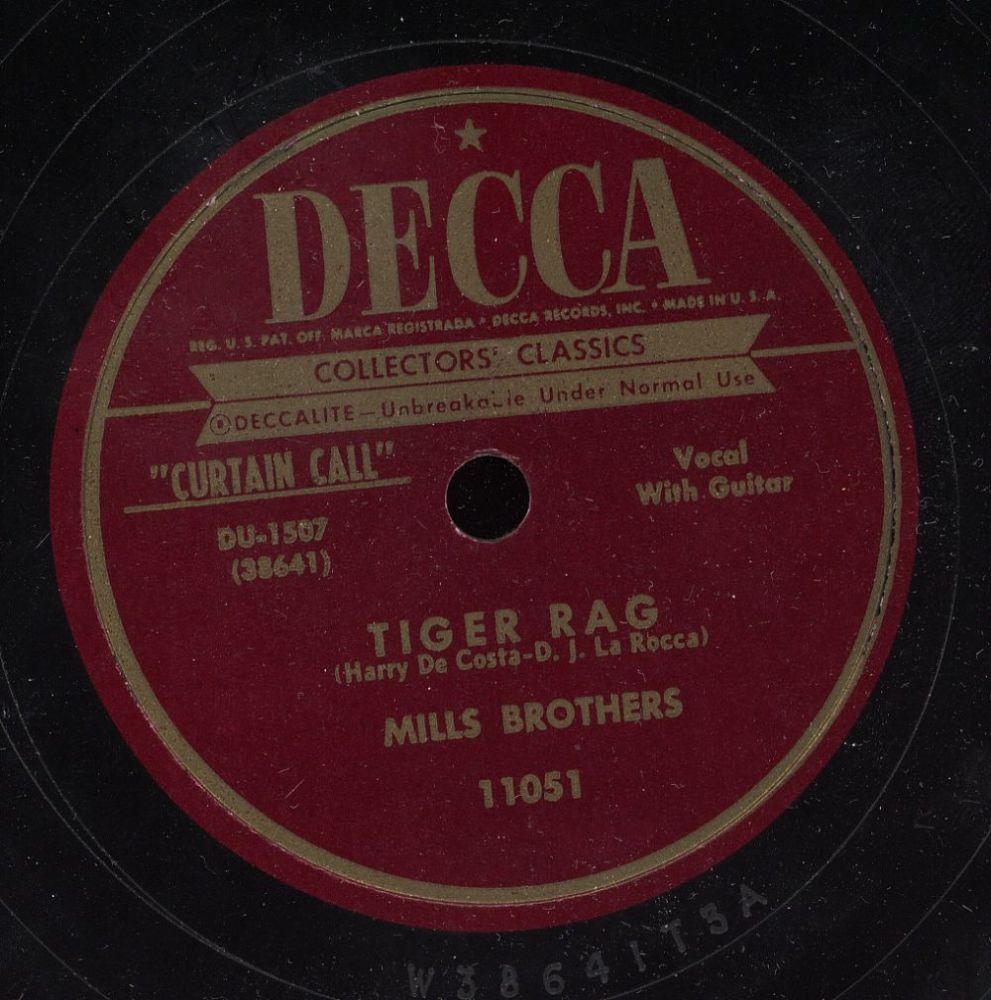 DECCA
REG. U. S. PAT. OFF. MARCA REGISTRADA • DECCA RECORDS, INC. • MADE IN U. S. A.
COLLECTORS' CLASSICS
®DECCALITE—Unbreakable Under Normal Use
"CURTAIN CALL"
Vocal
With Guitar
DU-1507
(38641)
TIGER RAG
(Harry De Costa-D. J. La Rocca)
MILLS BROTHERS
11051
W38641T3A